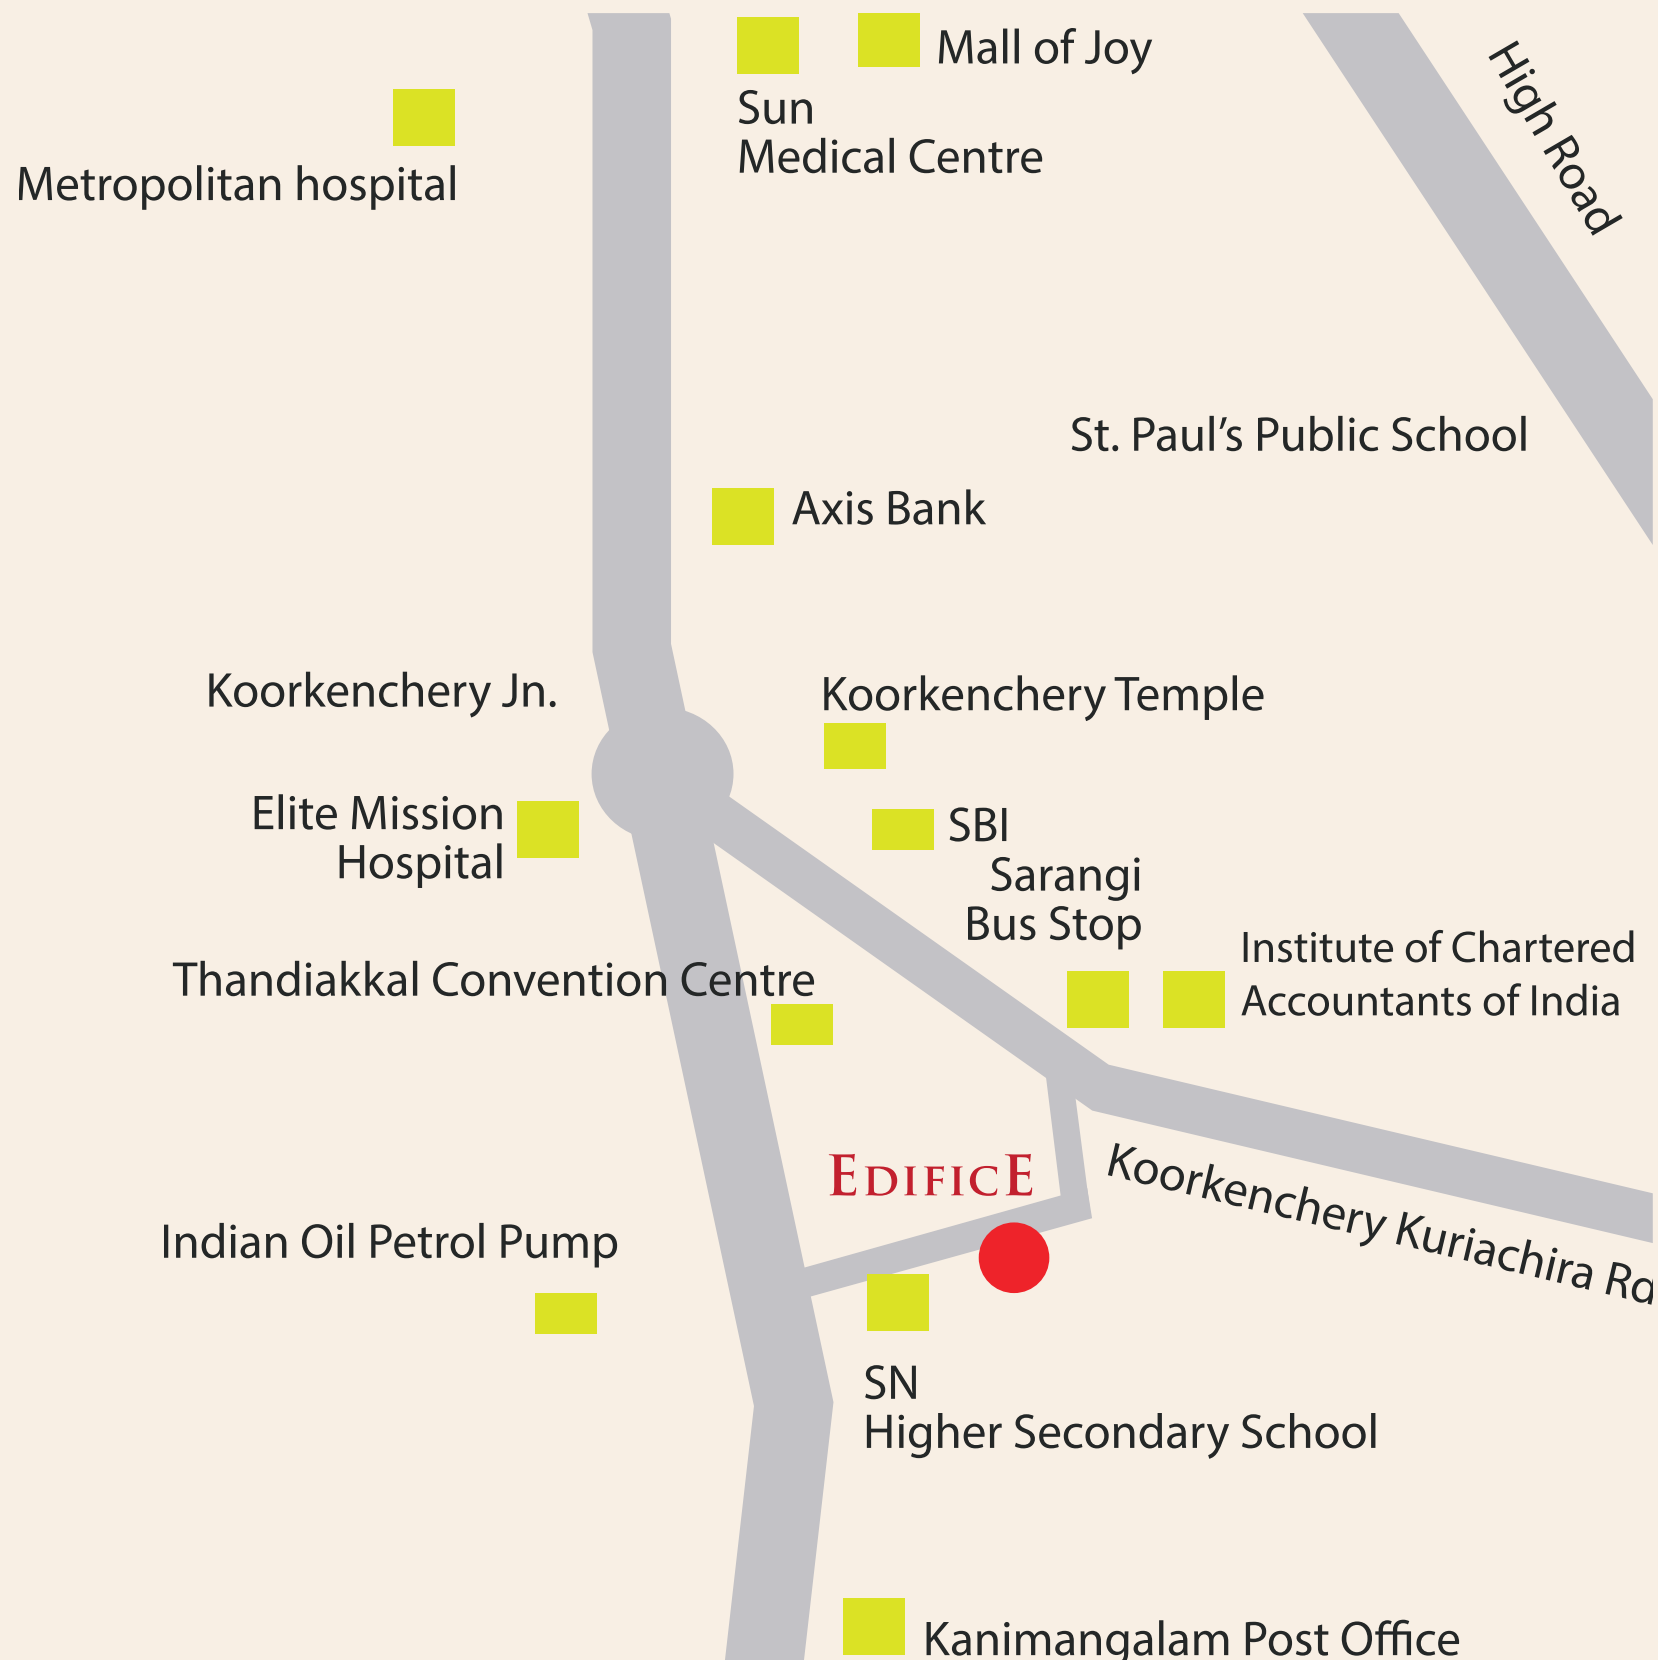 Mall of Joy
High Road
Sun
Medical Centre
Metropolitan hospital
St. Paul’s Public School
Axis Bank
Koorkenchery Jn.
Koorkenchery Temple
Elite Mission
Hospital
SBI
Sarangi
Bus Stop
Institute of Chartered
Accountants of India
Thandiakkal Convention Centre
EDIFICE
Koorkenchery Kuriachira Rd
Indian Oil Petrol Pump
SN
Higher Secondary School
Kanimangalam Post Office